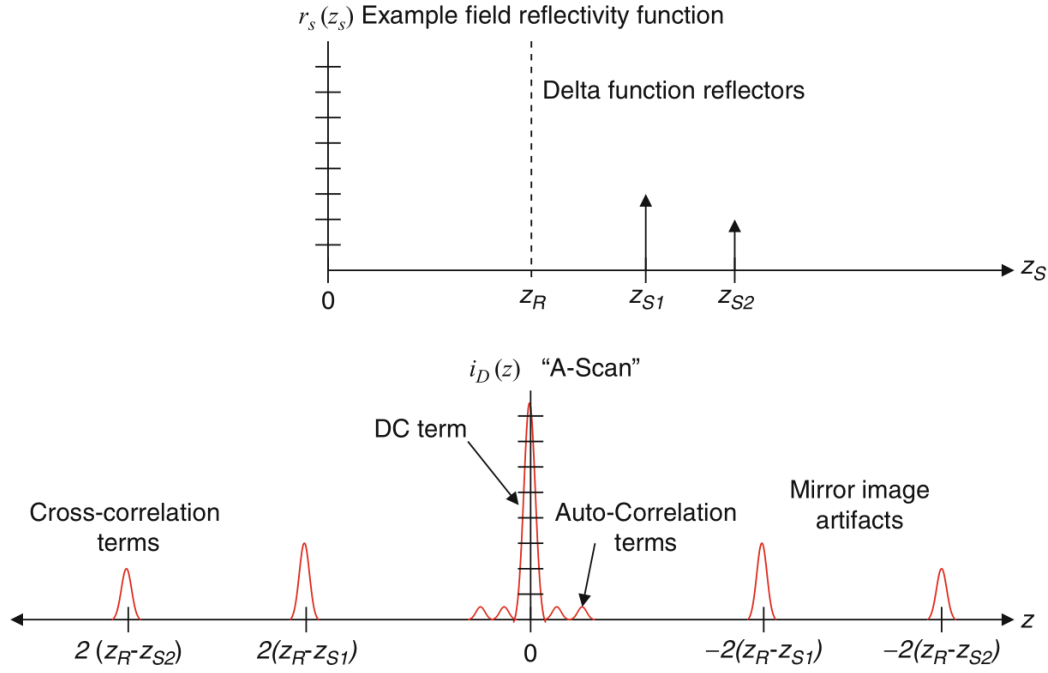 r_s(z_s) Example field reflectivity function
Delta function reflectors
z_S
0
z_R
z_S1
z_S2
i_D(z) “A-Scan”
DC term
Cross-correlation
terms
Auto-Correlation
terms
Mirror image
artifacts
z
2 (z_R-z_S2)
2(z_R-z_S1)
0
−2(z_R-z_S1)
−2(z_R-z_S2)